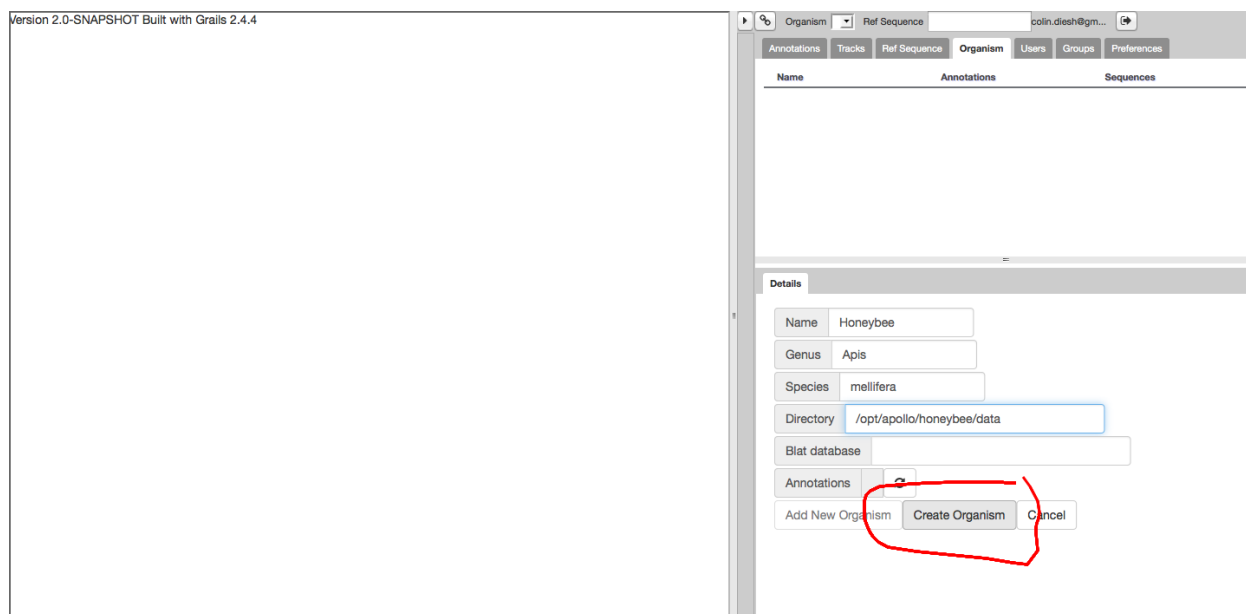 Version 2.0-SNAPSHOT Built with Grails 2.4.4
Organism Ref Sequence colin.diesh@gm...
Annotations Tracks Ref Sequence Organism Users Groups Preferences
Name Annotations Sequences
Details
Name Honeybee
Genus Apis
Species mellifera
Directory /opt/apollo/honeybee/data
Blat database
Annotations
Add New Organism Create Organism Cancel